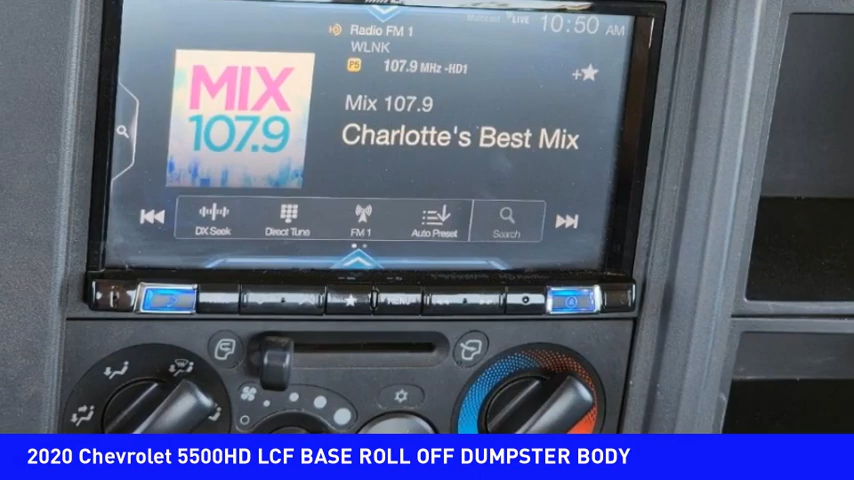 10:50 AM
LIVE
Radio FM 1
WLNK
P5 107.9 MHz -HD1
Mix 107.9
Charlotte's Best Mix
MIX
107.9
DX Seek
Direct Tune
FM 1
Auto Preset
Search
MENU
2020 Chevrolet 5500HD LCF BASE ROLL OFF DUMPSTER BODY